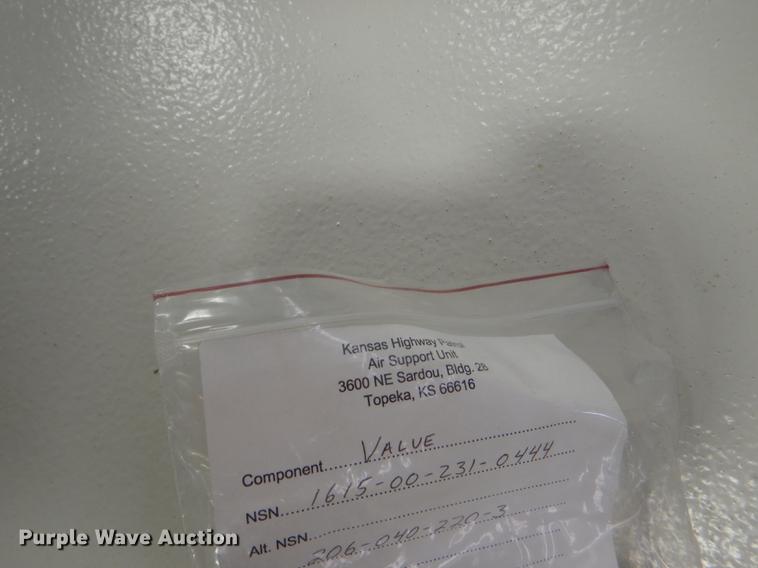 Kansas Highway Patrol
Air Support Unit
3600 NE Sardou, Bldg. 28
Topeka, KS 66616
Component....VALUE
NSN....1615-00-231-0444
Alt. NSN....206-040-220-3
Purple Wave Auction